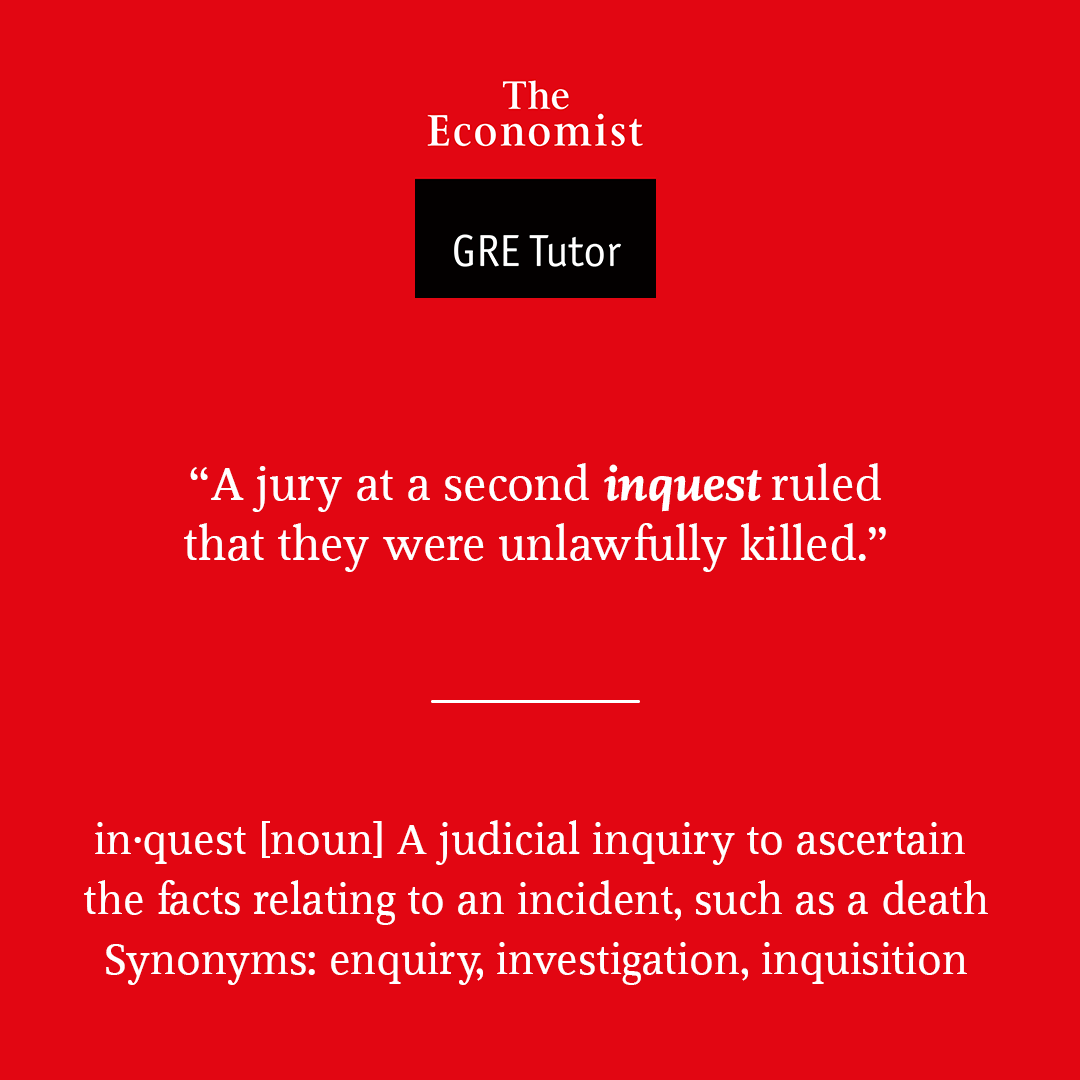 The
Economist
GRE Tutor
“A jury at a second inquest ruled
that they were unlawfully killed.”
in·quest [noun] A judicial inquiry to ascertain
the facts relating to an incident, such as a death
Synonyms: enquiry, investigation, inquisition